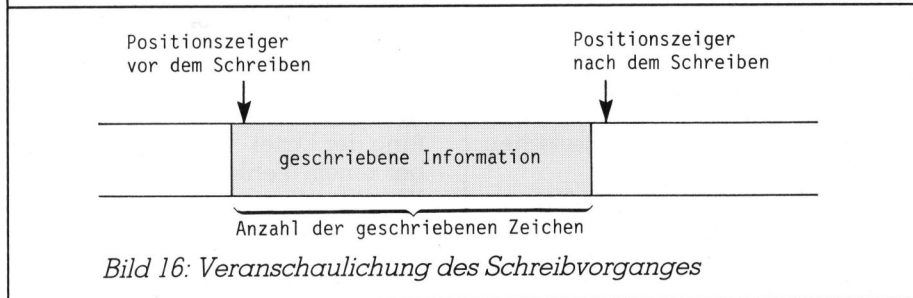 Positionszeiger
vor dem Schreiben
Positionszeiger
nach dem Schreiben
geschriebene Information
Anzahl der geschriebenen Zeichen
Bild 16: Veranschaulichung des Schreibvorganges